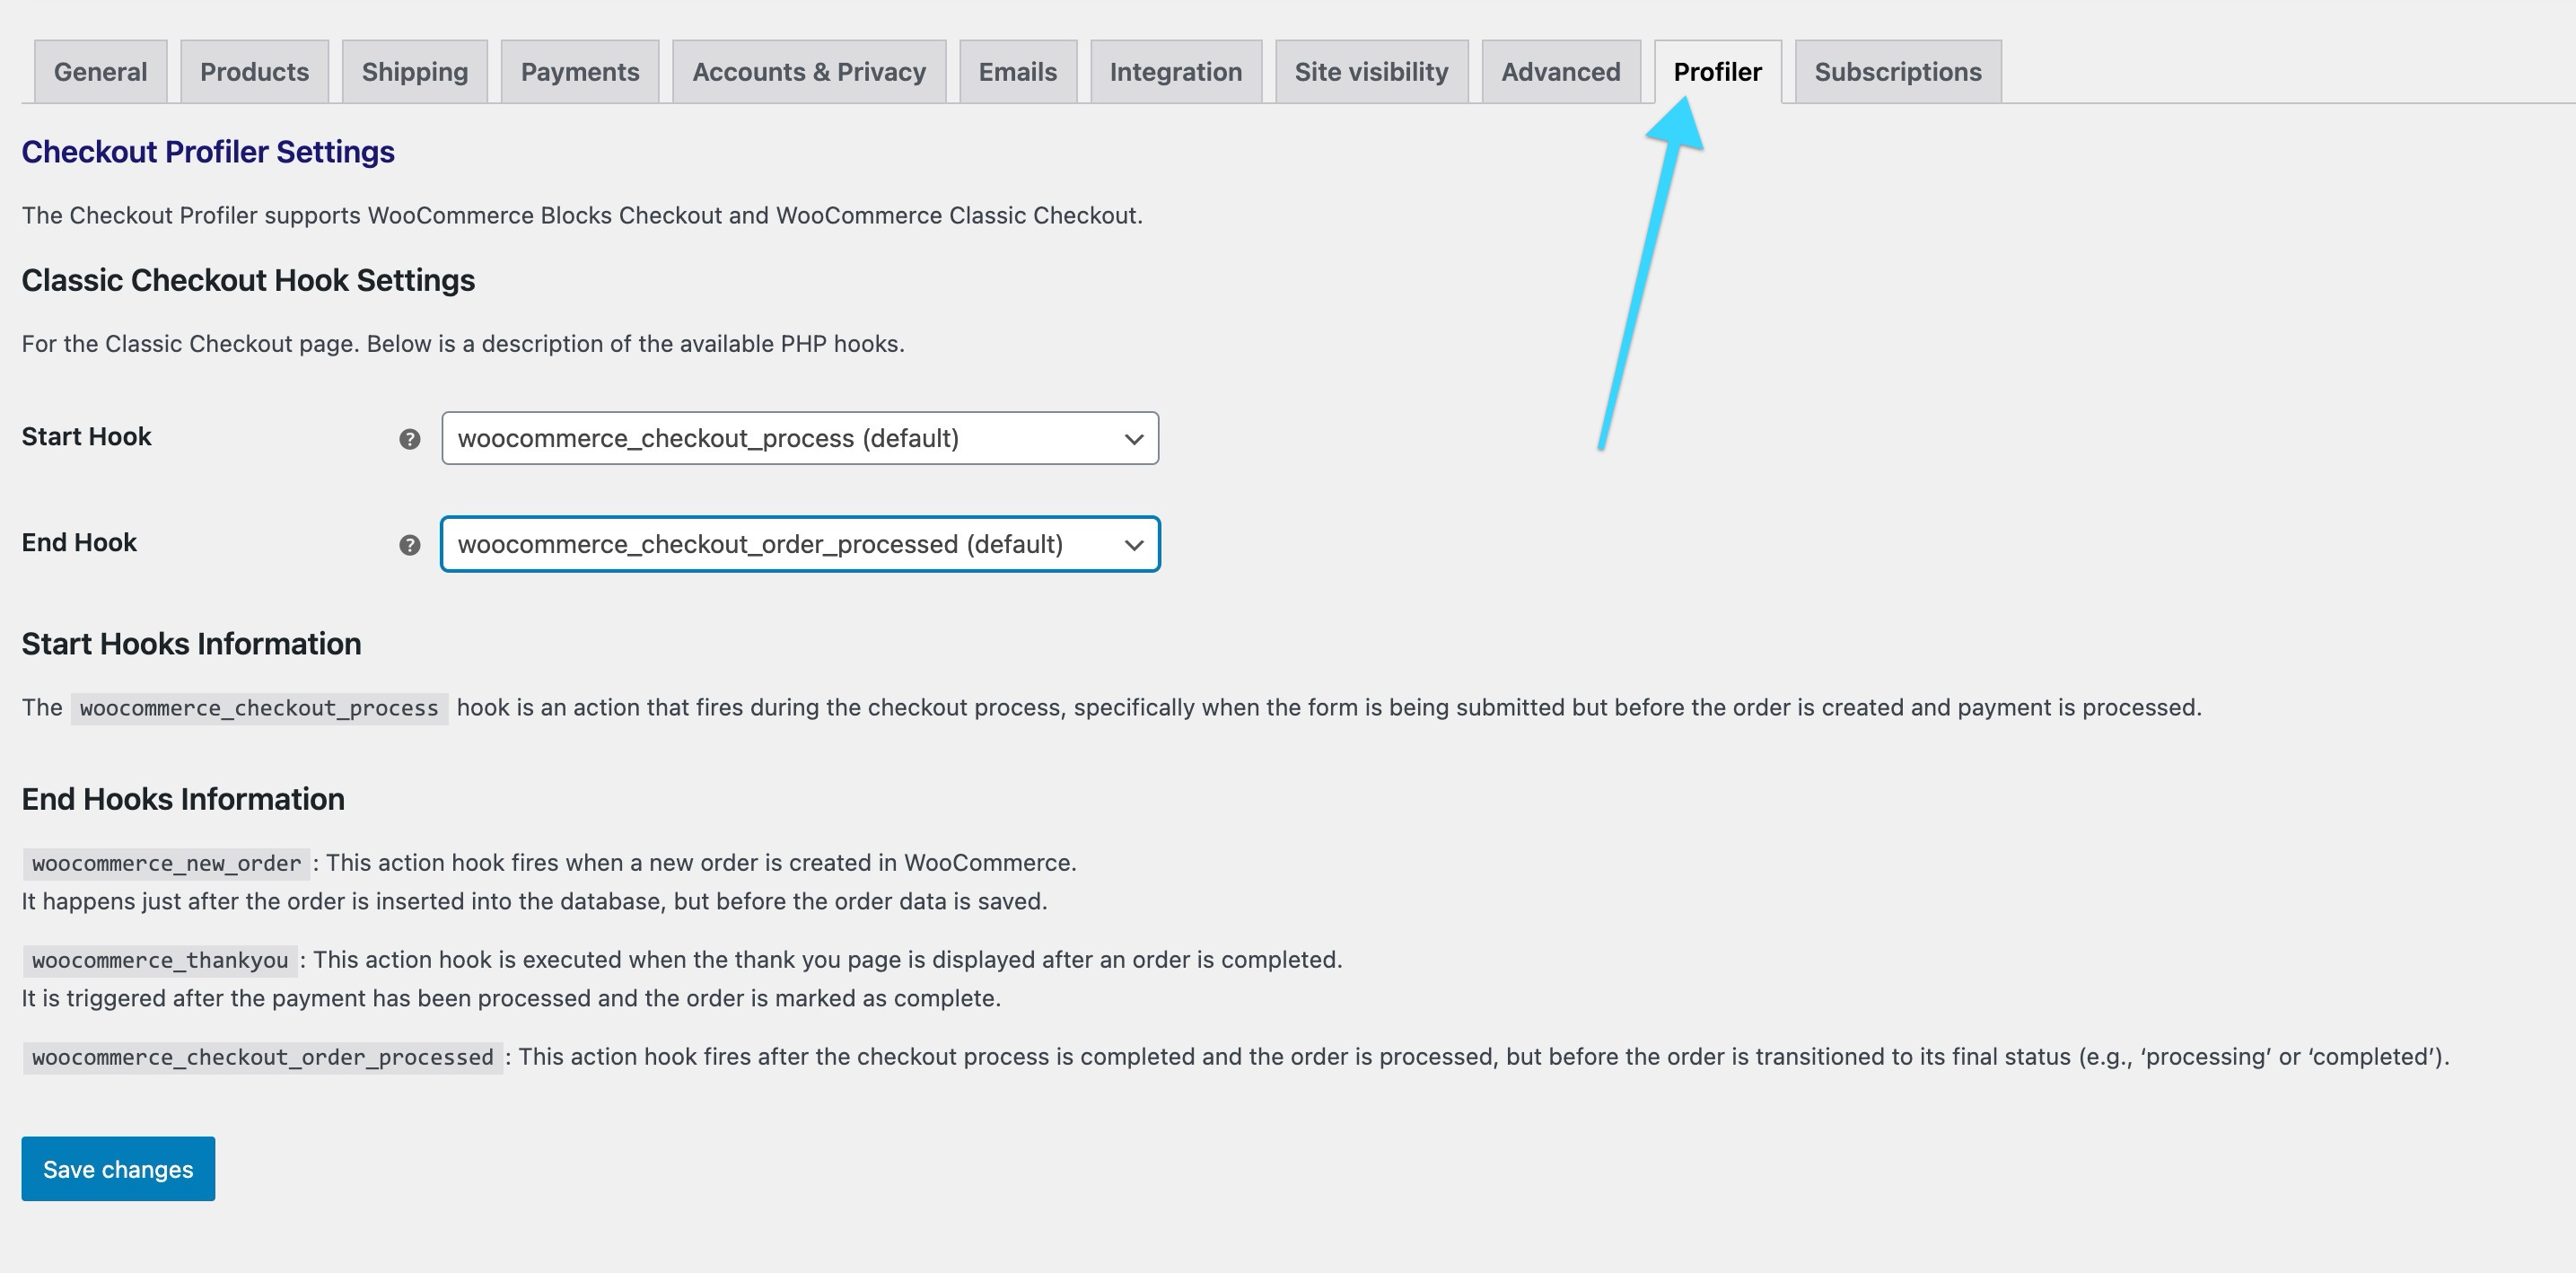 General
Products
Shipping
Payments
Accounts & Privacy
Emails
Integration
Site visibility
Advanced
Profiler
Subscriptions
Checkout Profiler Settings
The Checkout Profiler supports WooCommerce Blocks Checkout and WooCommerce Classic Checkout.
Classic Checkout Hook Settings
For the Classic Checkout page. Below is a description of the available PHP hooks.
Start Hook ? woocommerce_checkout_process (default)
End Hook ? woocommerce_checkout_order_processed (default)
Start Hooks Information
The woocommerce_checkout_process hook is an action that fires during the checkout process, specifically when the form is being submitted but before the order is created and payment is processed.
End Hooks Information
woocommerce_new_order : This action hook fires when a new order is created in WooCommerce.
It happens just after the order is inserted into the database, but before the order data is saved.
woocommerce_thankyou : This action hook is executed when the thank you page is displayed after an order is completed.
It is triggered after the payment has been processed and the order is marked as complete.
woocommerce_checkout_order_processed : This action hook fires after the checkout process is completed and the order is processed, but before the order is transitioned to its final status (e.g., ‘processing’ or ‘completed’).
Save changes